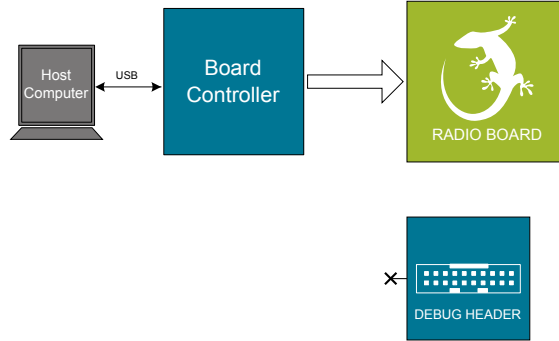 Host
Computer
USB
Board
Controller
RADIO BOARD
DEBUG HEADER